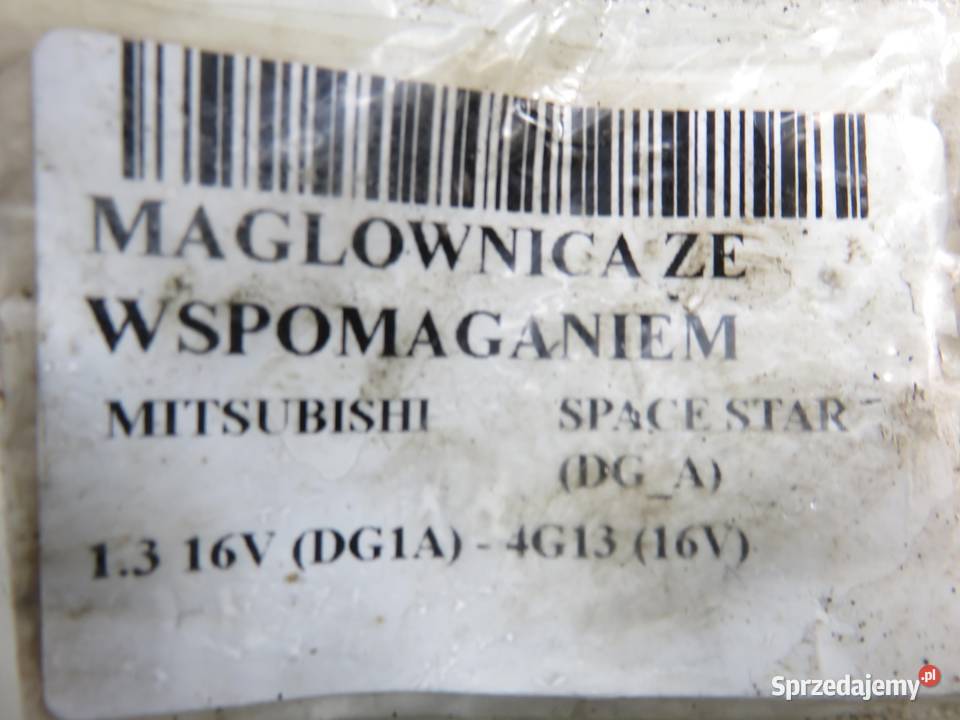 MAGLOWNICA ZE
WSPOMAGANIEM
MITSUBISHI SPACE STAR
(DG_A)
1.3 16V (DG1A) - 4G13 (16V)
Sprzedajemy.pl